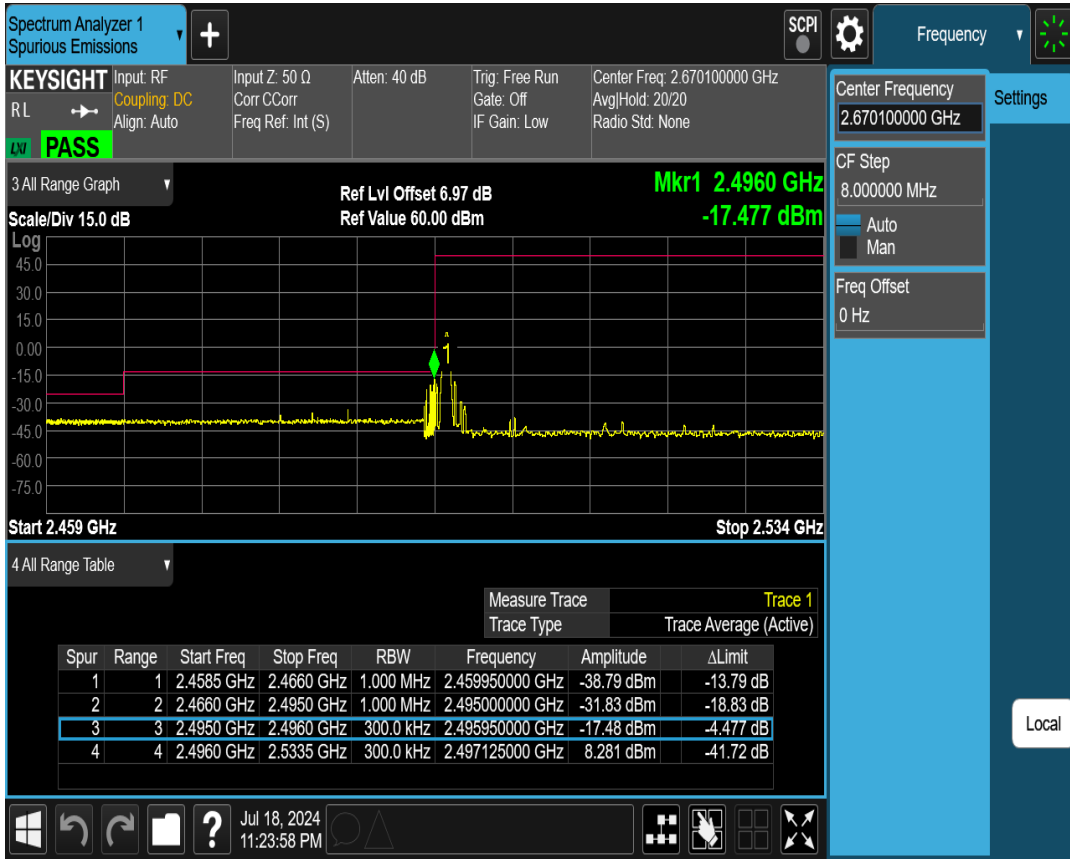 Spectrum Analyzer 1
Spurious Emissions
+
SCPI
Frequency
KEYSIGHT
RL
LXI
PASS
Input: RF
Coupling: DC
Align: Auto
Input Z: 50 Ω
Corr CCorr
Freq Ref: Int (S)
Atten: 40 dB
Trig: Free Run
Gate: Off
IF Gain: Low
Center Freq: 2.670100000 GHz
Avg|Hold: 20/20
Radio Std: None
Center Frequency
2.670100000 GHz
Settings
CF Step
8.000000 MHz
Auto
Man
Freq Offset
0 Hz
Local
3 All Range Graph
Scale/Div 15.0 dB
Ref Lvl Offset 6.97 dB
Ref Value 60.00 dBm
Mkr1 2.4960 GHz
-17.477 dBm
Log
45.0
30.0
15.0
0.00
-15.0
-30.0
-45.0
-60.0
-75.0
1
Start 2.459 GHz Stop 2.534 GHz
4 All Range Table
Measure Trace Trace 1
Trace Type Trace Average (Active)
Spur Range Start Freq Stop Freq RBW Frequency Amplitude ΔLimit
1 1 2.4585 GHz 2.4660 GHz 1.000 MHz 2.459950000 GHz -38.79 dBm -13.79 dB
2 2 2.4660 GHz 2.4950 GHz 1.000 MHz 2.495000000 GHz -31.83 dBm -18.83 dB
3 3 2.4950 GHz 2.4960 GHz 300.0 kHz 2.495950000 GHz -17.48 dBm -4.477 dB
4 4 2.4960 GHz 2.5335 GHz 300.0 kHz 2.497125000 GHz 8.281 dBm -41.72 dB
?
Jul 18, 2024
11:23:58 PM